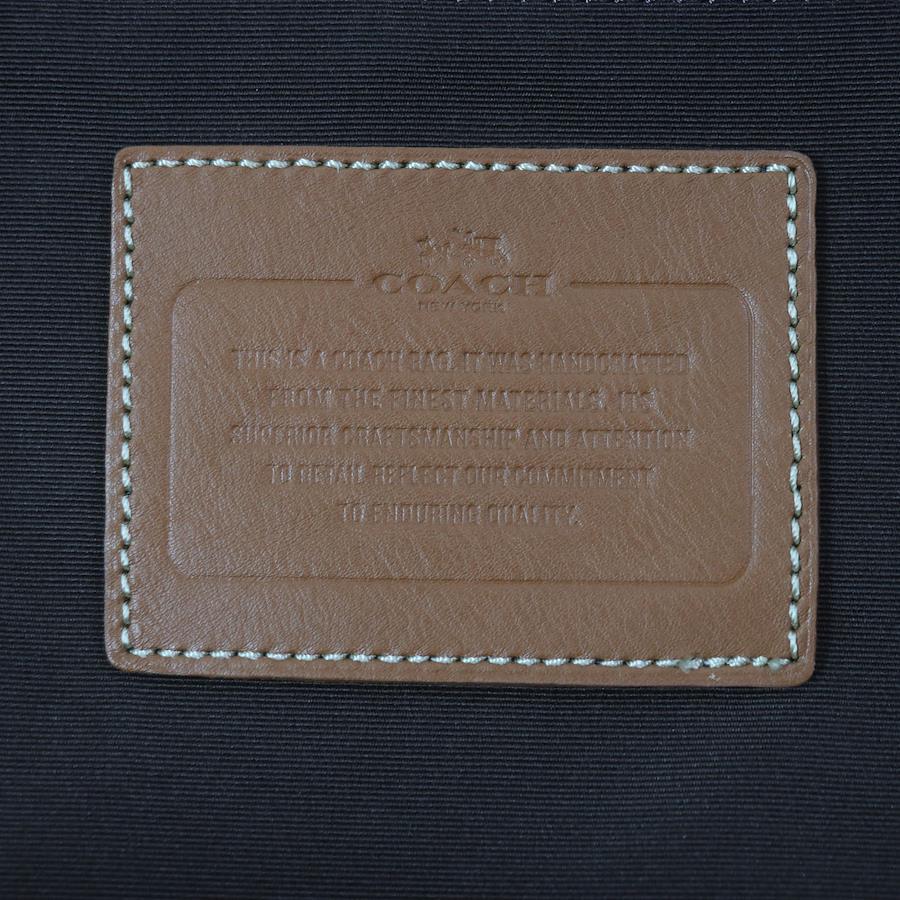 COACH
NEW YORK
THIS IS A COACH BAG. IT WAS HANDCRAFTED
FROM THE FINEST MATERIALS. ITS
SUPERIOR CRAFTSMANSHIP AND ATTENTION
TO DETAIL REFLECT OUR COMMITMENT
TO ENDURING QUALITY.